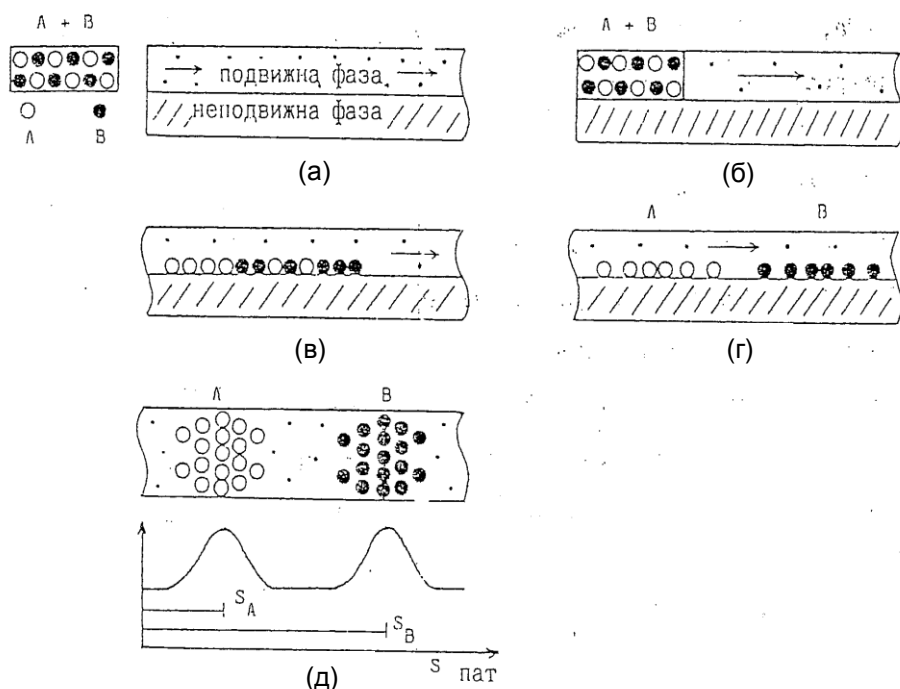 A + B
A B
подвижна фаза
неподвижна фаза
(а)
A + B
(б)
(в)
A B
(г)
A B
S_A
S_B
S пат
(д)